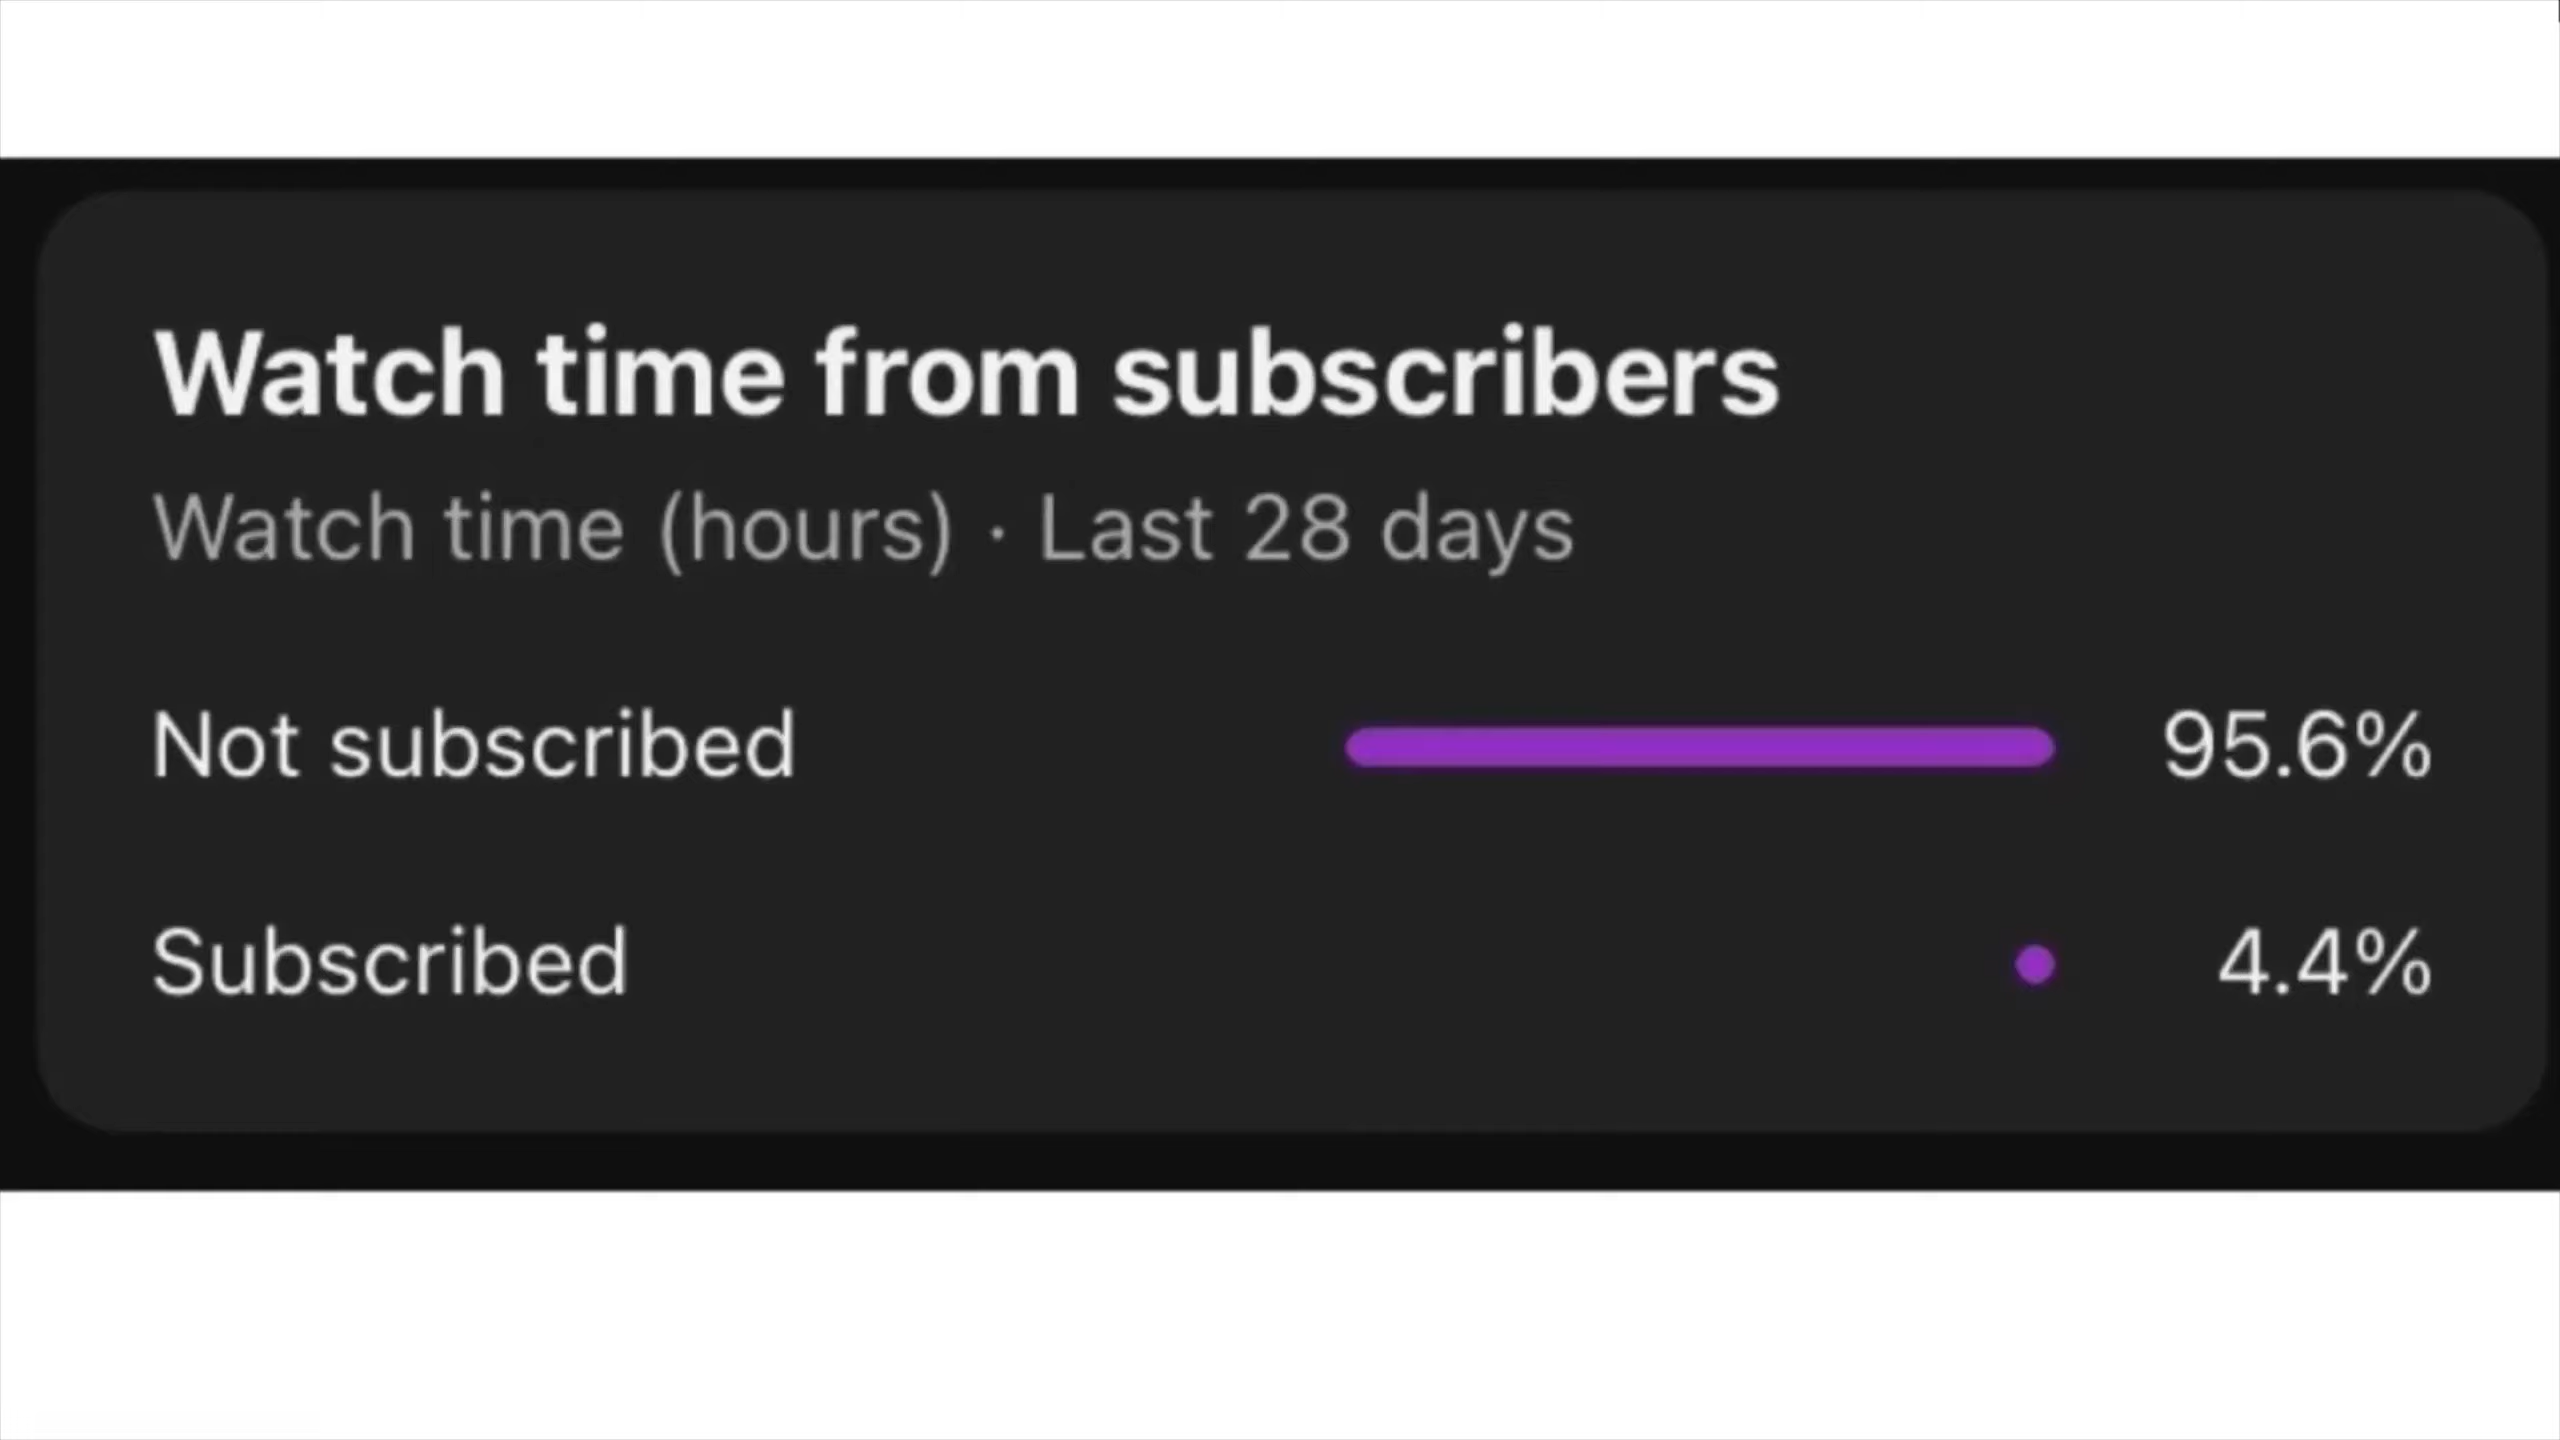 Watch time from subscribers
Watch time (hours) · Last 28 days
Not subscribed 95.6%
Subscribed 4.4%